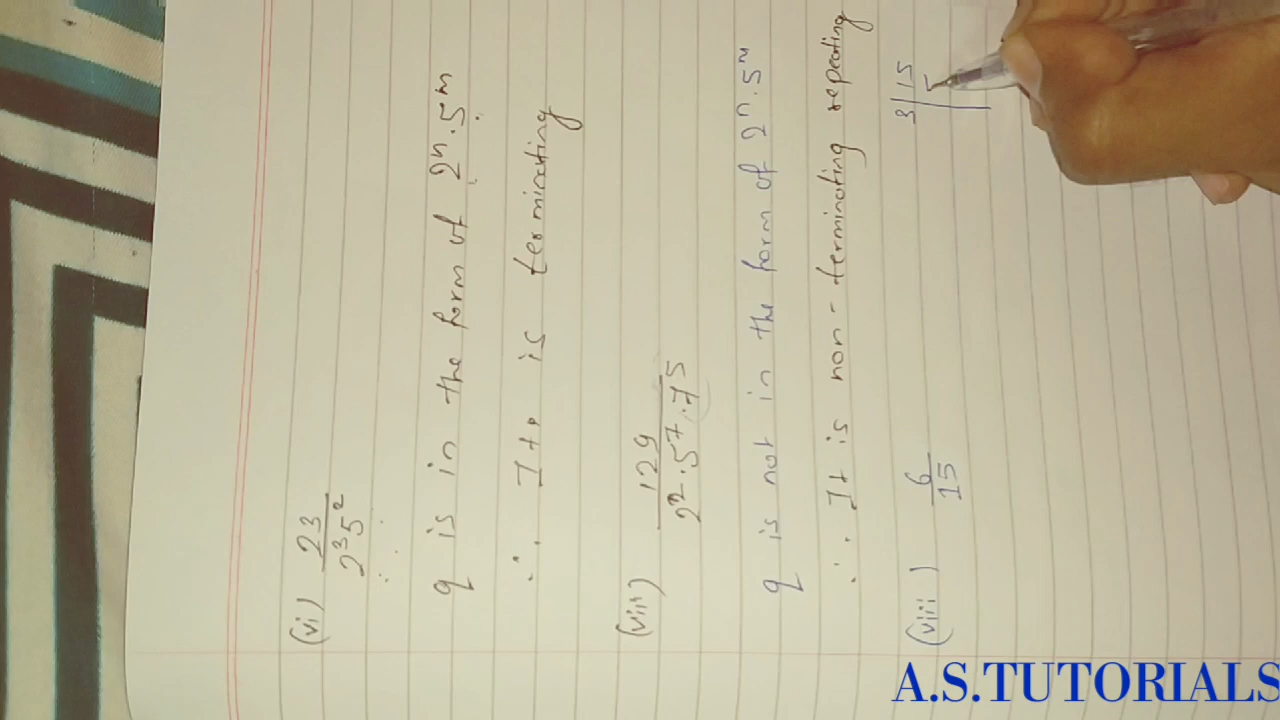 (vi) 23/2³5²
∴
q is in the form of 2ⁿ.5ᵐ
∴ It is terminating
(vii) 129/2².5⁷.7⁵
q is not in the form of 2ⁿ.5ᵐ
∴ It is non-terminating repeating
(viii) 6/15
3|15
5
A.S.TUTORIALS